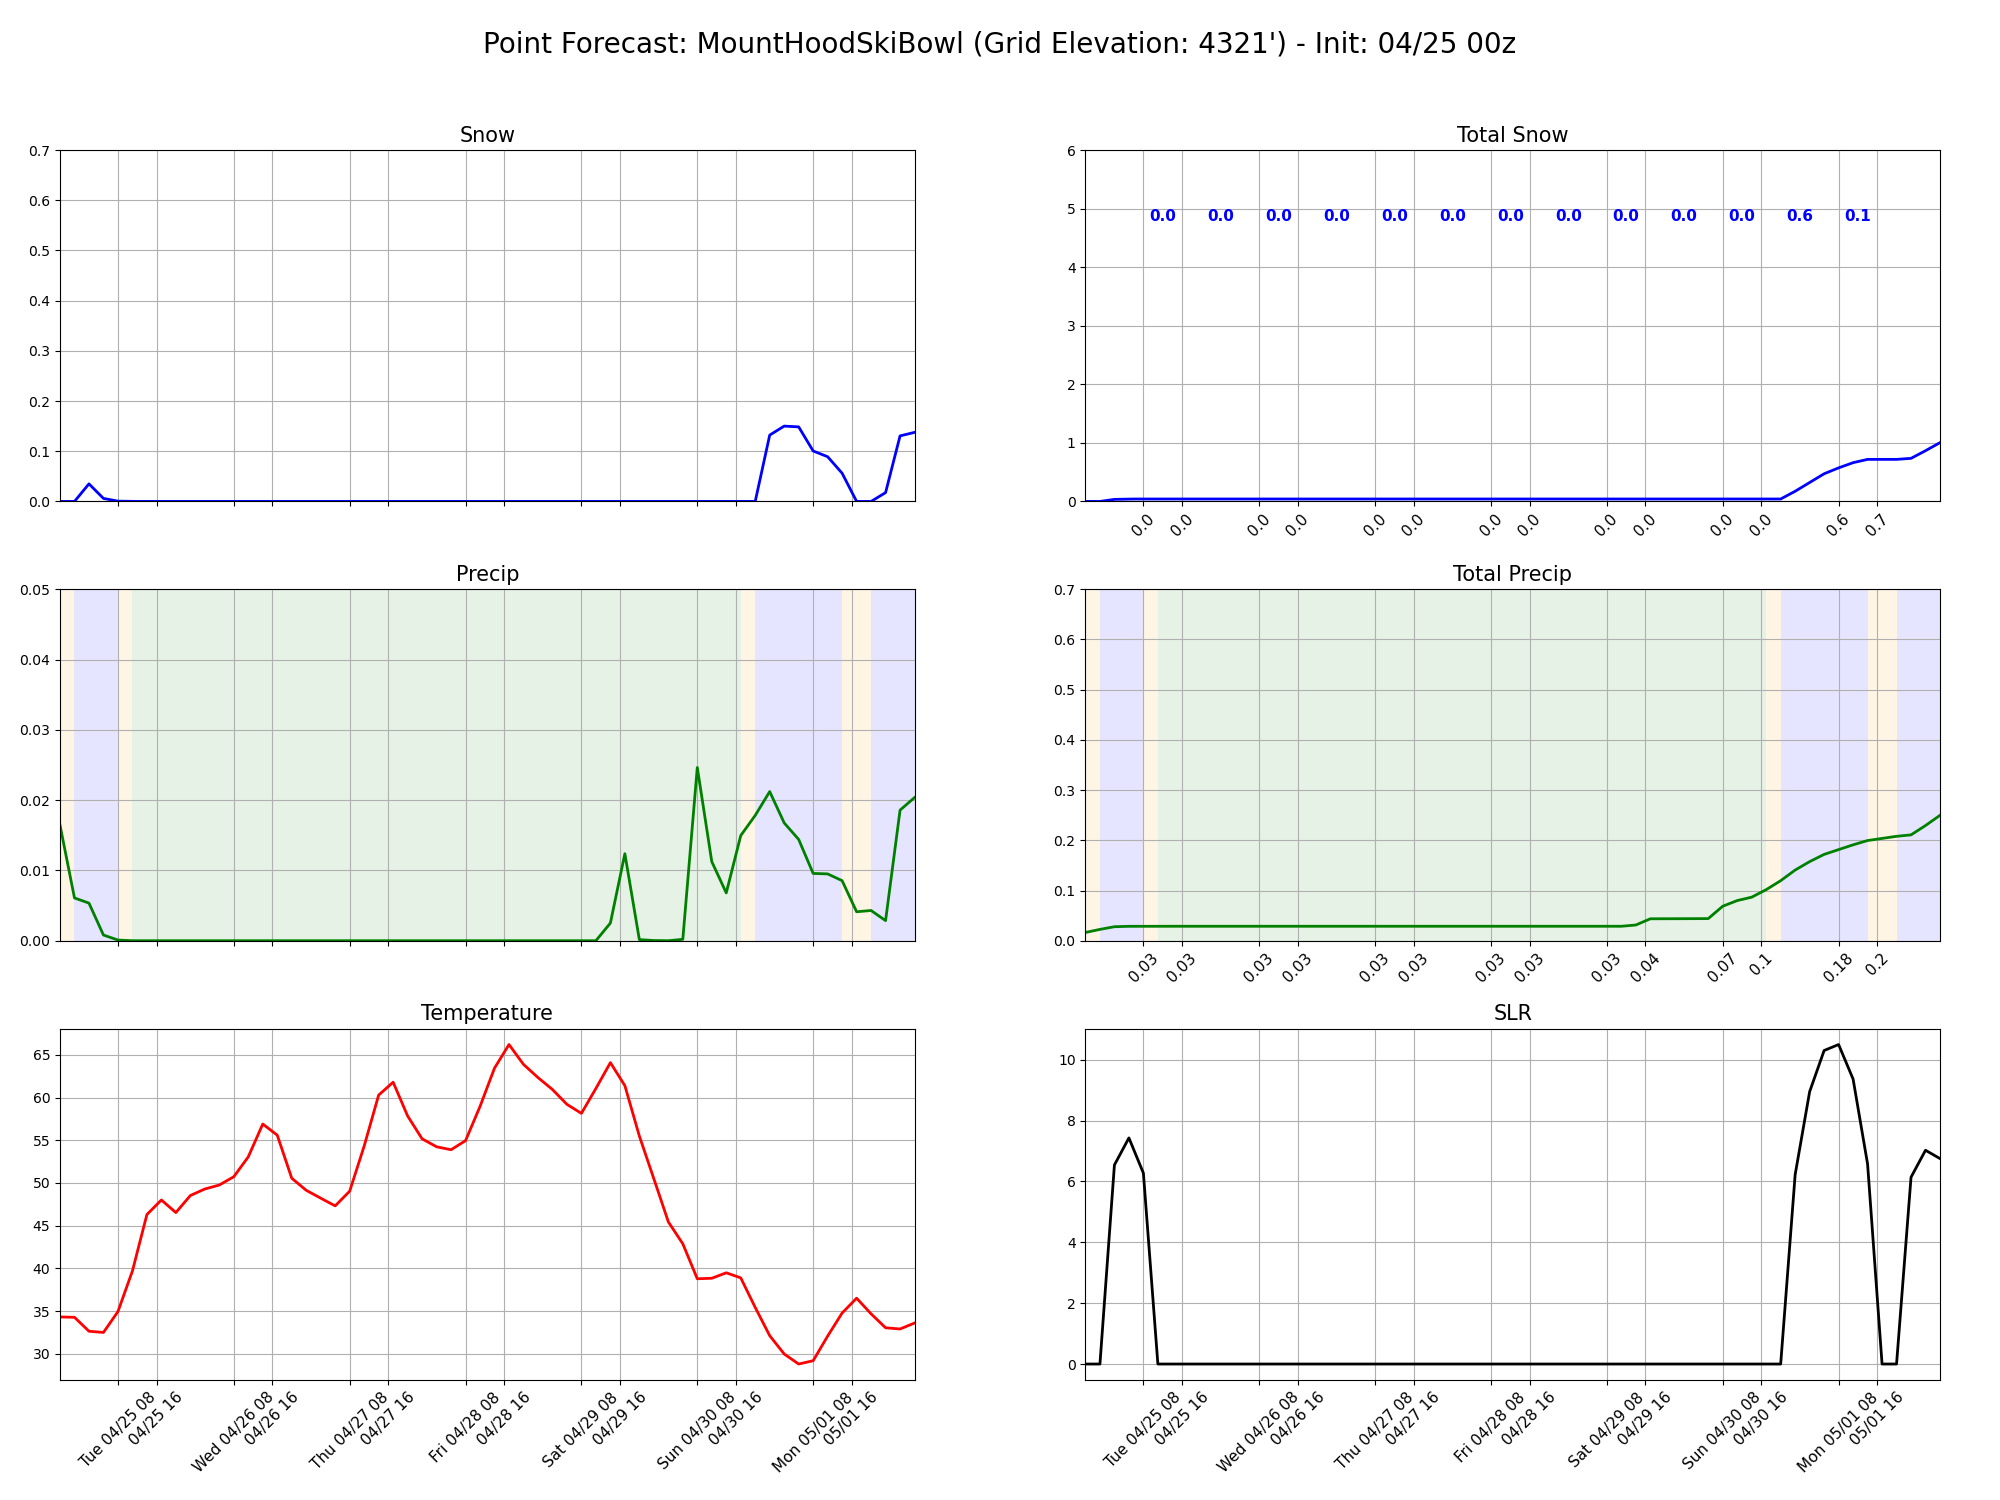 Point Forecast: MountHoodSkiBowl (Grid Elevation: 4321') - Init: 04/25 00z
Snow
0.7
0.6
0.5
0.4
0.3
0.2
0.1
0.0
Total Snow
6
5
4
3
2
1
0
0.0 0.0 0.0 0.0 0.0 0.0 0.0 0.0 0.0 0.0 0.0 0.6 0.1
0.0 0.0 0.0 0.0 0.0 0.0 0.0 0.0 0.0 0.0 0.0 0.0 0.6 0.7
Precip
0.05
0.04
0.03
0.02
0.01
0.00
Total Precip
0.7
0.6
0.5
0.4
0.3
0.2
0.1
0.0
0.03 0.03 0.03 0.03 0.03 0.03 0.03 0.03 0.03 0.04 0.07 0.1 0.18 0.2
Temperature
65
60
55
50
45
40
35
30
Tue 04/25 08
04/25 16
Wed 04/26 08
04/26 16
Thu 04/27 08
04/27 16
Fri 04/28 08
04/28 16
Sat 04/29 08
04/29 16
Sun 04/30 08
04/30 16
Mon 05/01 08
05/01 16
SLR
10
8
6
4
2
0
Tue 04/25 08
04/25 16
Wed 04/26 08
04/26 16
Thu 04/27 08
04/27 16
Fri 04/28 08
04/28 16
Sat 04/29 08
04/29 16
Sun 04/30 08
04/30 16
Mon 05/01 08
05/01 16